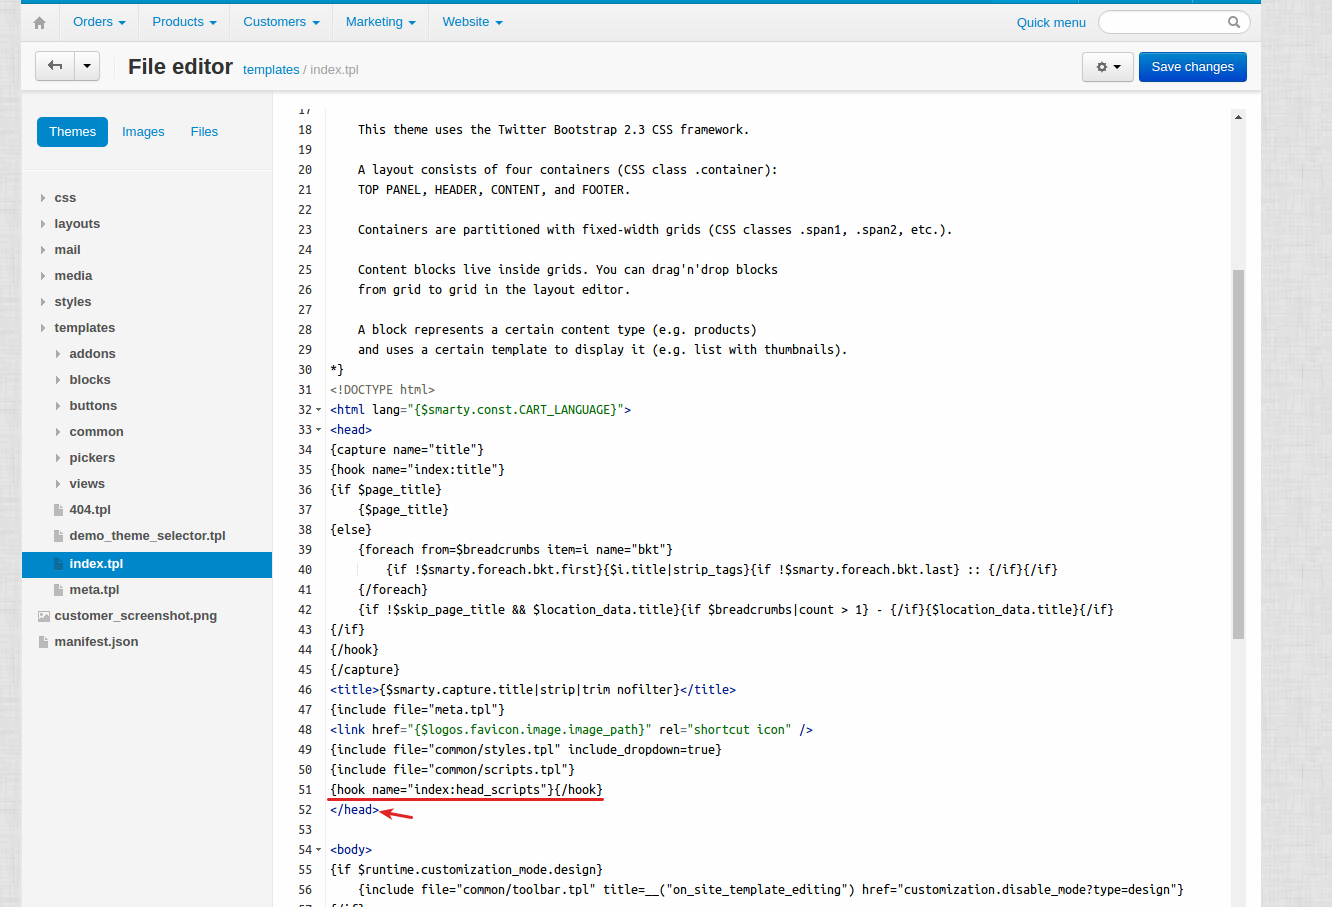 Orders Products Customers Marketing Website Quick menu
File editor templates / index.tpl Save changes
Themes Images Files
css
layouts
mail
media
styles
templates
addons
blocks
buttons
common
pickers
views
404.tpl
demo_theme_selector.tpl
index.tpl
meta.tpl
customer_screenshot.png
manifest.json
17
18 This theme uses the Twitter Bootstrap 2.3 CSS framework.
19
20 A layout consists of four containers (CSS class .container):
21 TOP PANEL, HEADER, CONTENT, and FOOTER.
22
23 Containers are partitioned with fixed-width grids (CSS classes .span1, .span2, etc.).
24
25 Content blocks live inside grids. You can drag'n'drop blocks
26 from grid to grid in the layout editor.
27
28 A block represents a certain content type (e.g. products)
29 and uses a certain template to display it (e.g. list with thumbnails).
30 *}
31 <!DOCTYPE html>
32 <html lang="{$smarty.const.CART_LANGUAGE}">
33 <head>
34 {capture name="title"}
35 {hook name="index:title"}
36 {if $page_title}
37 {$page_title}
38 {else}
39 {foreach from=$breadcrumbs item=i name="bkt"}
40 {if !$smarty.foreach.bkt.first}{$i.title|strip_tags}{if !$smarty.foreach.bkt.last} :: {/if}{/if}
41 {/foreach}
42 {if !$skip_page_title && $location_data.title}{if $breadcrumbs|count > 1} - {/if}{$location_data.title}{/if}
43 {/if}
44 {/hook}
45 {/capture}
46 <title>{$smarty.capture.title|strip|trim nofilter}</title>
47 {include file="meta.tpl"}
48 <link href="{$logos.favicon.image.image_path}" rel="shortcut icon" />
49 {include file="common/styles.tpl" include_dropdown=true}
50 {include file="common/scripts.tpl"}
51 {hook name="index:head_scripts"}{/hook}
52 </head>
53
54 <body>
55 {if $runtime.customization_mode.design}
56 {include file="common/toolbar.tpl" title=__("on_site_template_editing") href="customization.disable_mode?type=design"}
57 {/if}